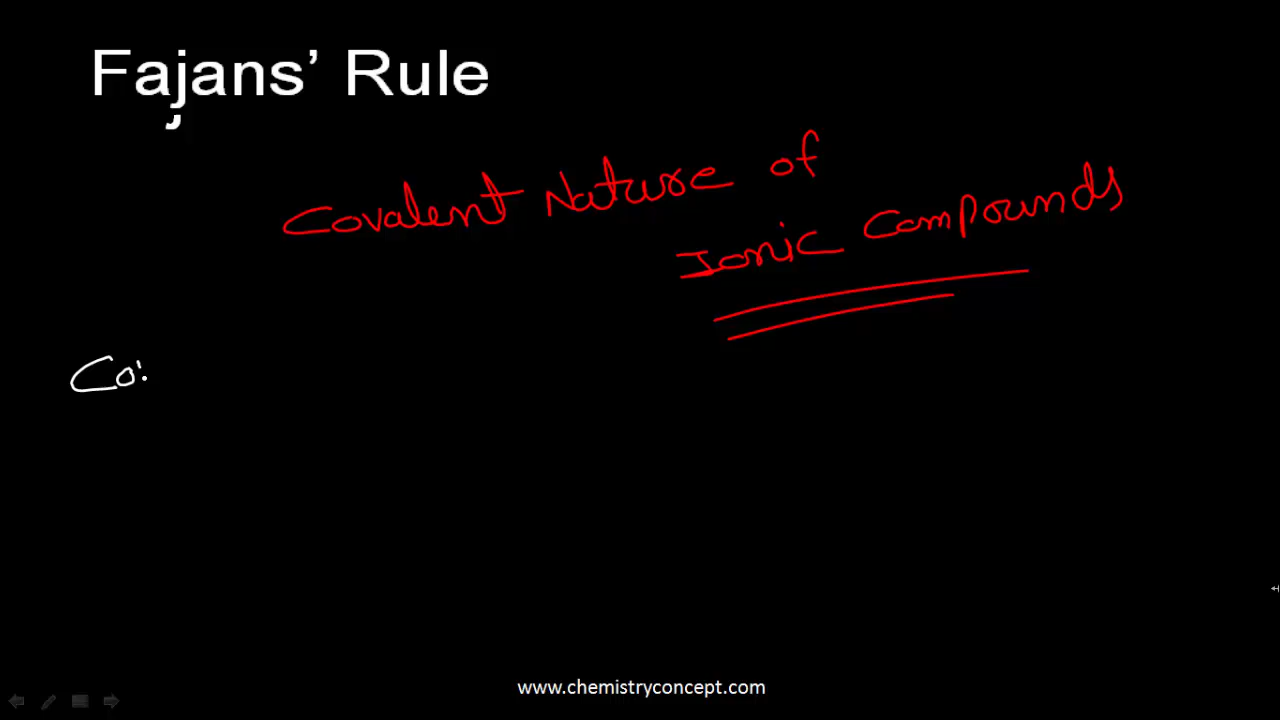 Fajans’ Rule
Covalent Nature of
Ionic Compounds
www.chemistryconcept.com